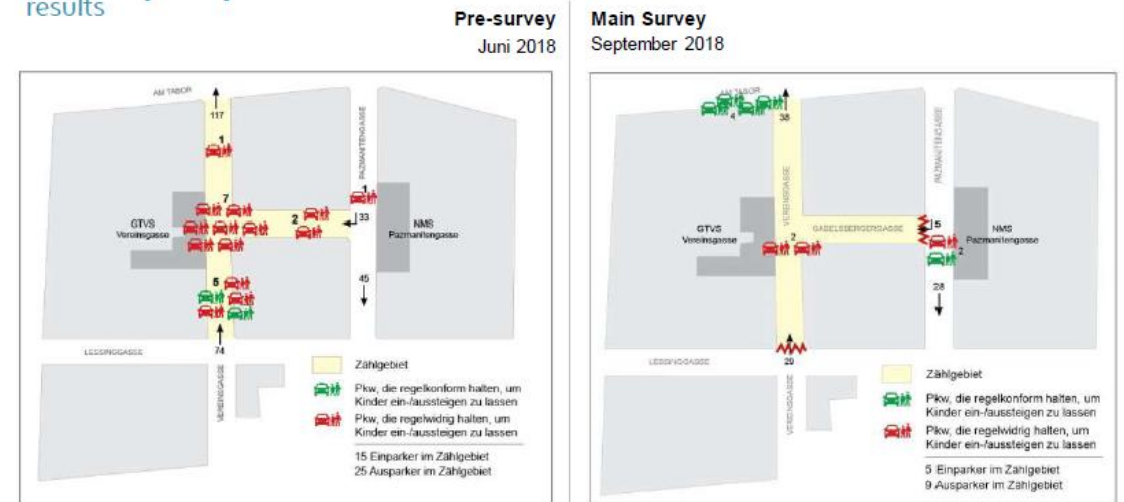 results
Pre-survey
Juni 2018
AM TABOR
117
1
PAZMANITENGASSE
7
1
2
33
GTVS
Vereinsgasse
NMS
Pazmanitengasse
5
45
LESSINGGASSE
74
VEREINSGASSE
Zählgebiet
Pkw, die regelkonform halten, um
Kinder ein-/aussteigen zu lassen
Pkw, die regelwidrig halten, um
Kinder ein-/aussteigen zu lassen
15 Einparker im Zählgebiet
25 Ausparker im Zählgebiet
Main Survey
September 2018
AM TABOR
4
38
PAZMANITENGASSE
VEREINSGASSE
GTVS
Vereinsgasse
GABELSBERGERGASSE
5
NMS
Pazmanitengasse
2
2
28
LESSINGGASSE
29
VEREINSGASSE
Zählgebiet
Pkw, die regelkonform halten, um
Kinder ein-/aussteigen zu lassen
Pkw, die regelwidrig halten, um
Kinder ein-/aussteigen zu lassen
5 Einparker im Zählgebiet
9 Ausparker im Zählgebiet